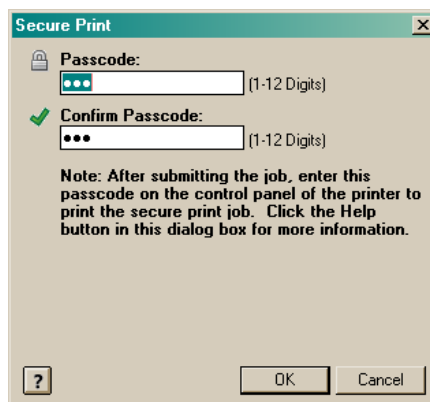 Secure Print
Passcode:
••• (1-12 Digits)
Confirm Passcode:
••• (1-12 Digits)
Note: After submitting the job, enter this
passcode on the control panel of the printer to
print the secure print job. Click the Help
button in this dialog box for more information.
? OK Cancel